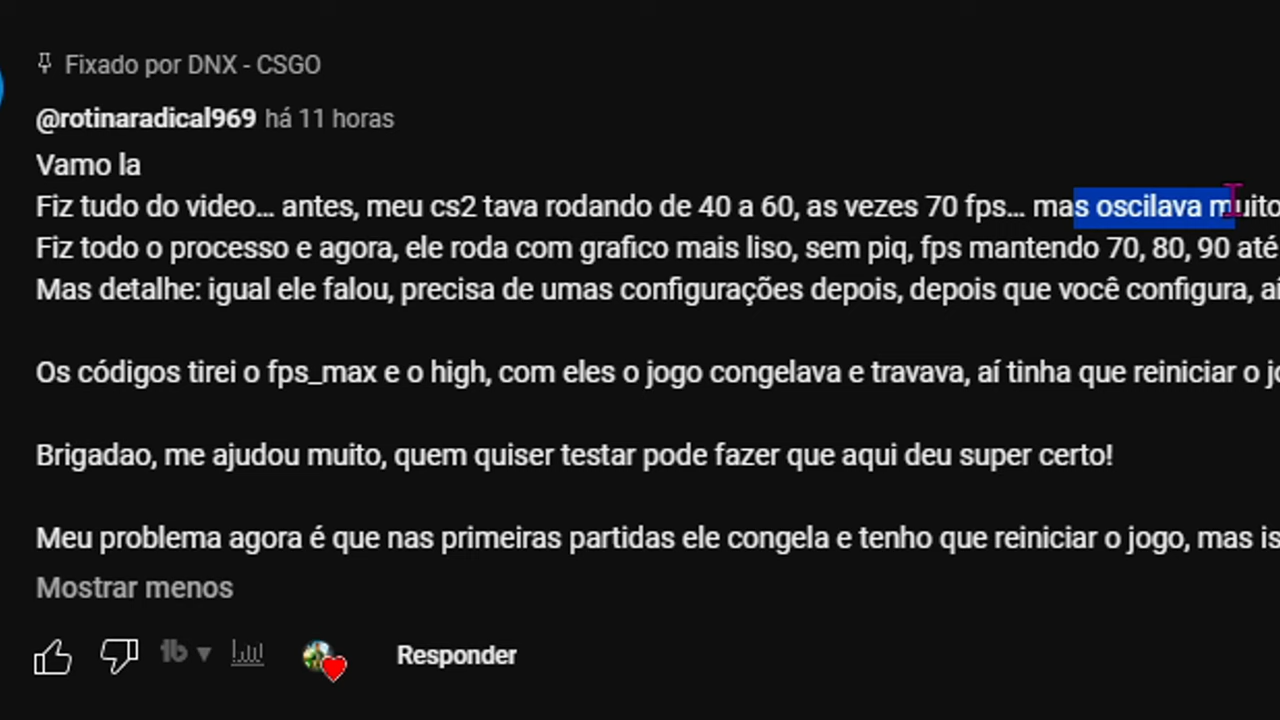 Fixado por DNX - CSGO
@rotinaradical969 há 11 horas
Vamo la
Fiz tudo do video... antes, meu cs2 tava rodando de 40 a 60, as vezes 70 fps... mas oscilava muito
Fiz todo o processo e agora, ele roda com grafico mais liso, sem piq, fps mantendo 70, 80, 90 até
Mas detalhe: igual ele falou, precisa de umas configurações depois, depois que você configura, aí
Os códigos tirei o fps_max e o high, com eles o jogo congelava e travava, aí tinha que reiniciar o
Brigadao, me ajudou muito, quem quiser testar pode fazer que aqui deu super certo!
Meu problema agora é que nas primeiras partidas ele congela e tenho que reiniciar o jogo, mas
Mostrar menos
Responder